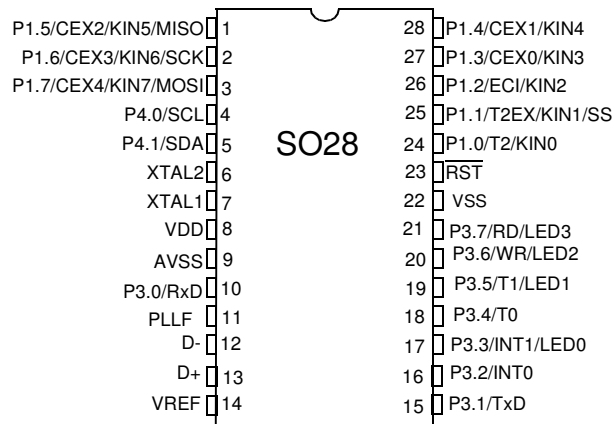 P1.5/CEX2/KIN5/MISO 1 28 P1.4/CEX1/KIN4
P1.6/CEX3/KIN6/SCK 2 27 P1.3/CEX0/KIN3
P1.7/CEX4/KIN7/MOSI 3 26 P1.2/ECI/KIN2
P4.0/SCL 4 25 P1.1/T2EX/KIN1/SS
P4.1/SDA 5 SO28 24 P1.0/T2/KIN0
XTAL2 6 23 RST
XTAL1 7 22 VSS
VDD 8 21 P3.7/RD/LED3
AVSS 9 20 P3.6/WR/LED2
P3.0/RxD 10 19 P3.5/T1/LED1
PLLF 11 18 P3.4/T0
D- 12 17 P3.3/INT1/LED0
D+ 13 16 P3.2/INT0
VREF 14 15 P3.1/TxD